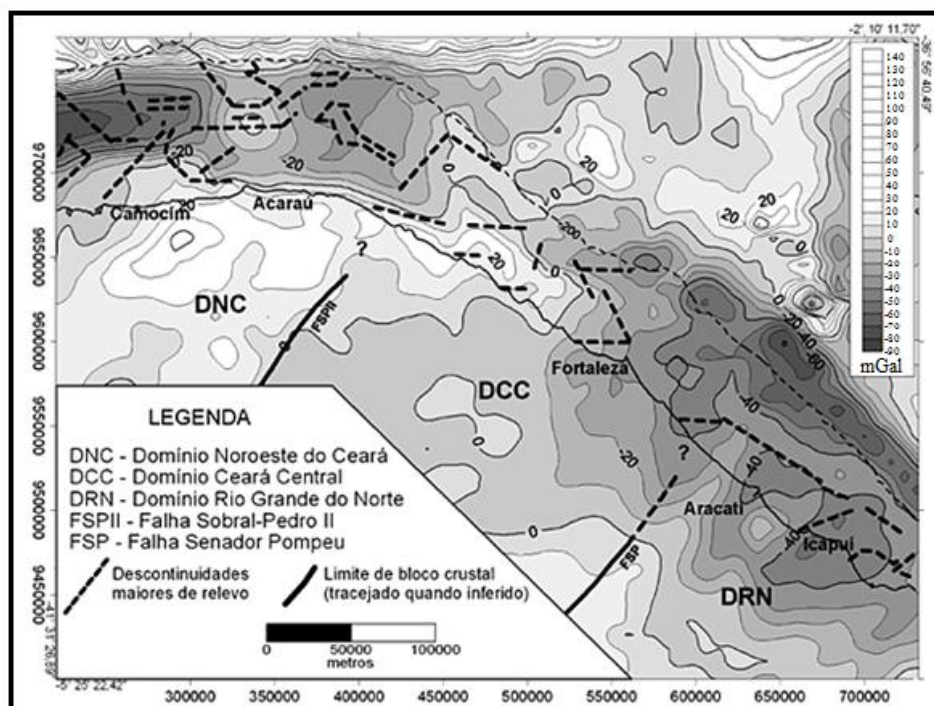 -2° 10' 11,70"
-36° 56' 40,49"
140
120
110
100
90
80
70
60
50
40
30
20
10
0
-10
-20
-30
-40
-50
-60
-70
-80
-90
mGal
9700000
9650000
9600000
9550000
9500000
9450000
-20
-20
20
20
0
20
0
20
20
0
-200
0
0
-20
-40
-60
Camocim
Acaraú
?
DNC
FSPII
0
DCC
Fortaleza
0
-20
-40
?
-40
Aracati
Icapuí
-40
0
FSP
DRN
LEGENDA
DNC - Domínio Noroeste do Ceará
DCC - Domínio Ceará Central
DRN - Domínio Rio Grande do Norte
FSPII - Falha Sobral-Pedro II
FSP - Falha Senador Pompeu
Descontinuidades
maiores de relevo
Limite de bloco crustal
(tracejado quando inferido)
0 50000 100000
metros
-41° 31' 26,89"
-5° 25' 22,42"
300000 350000 400000 450000 500000 550000 600000 650000 700000